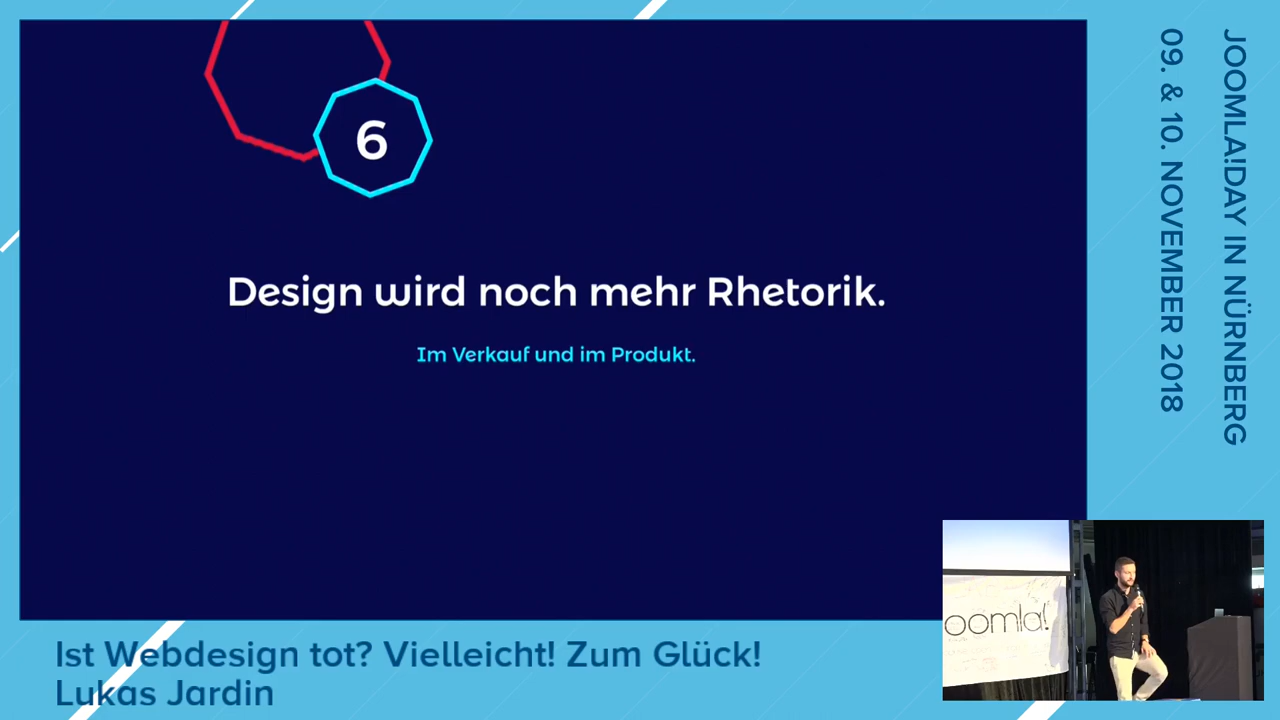 6
Design wird noch mehr Rhetorik.
Im Verkauf und im Produkt.
JOOMLA!DAY IN NÜRNBERG
09. & 10. NOVEMBER 2018
oomla!
Ist Webdesign tot? Vielleicht! Zum Glück!
Lukas Jardin